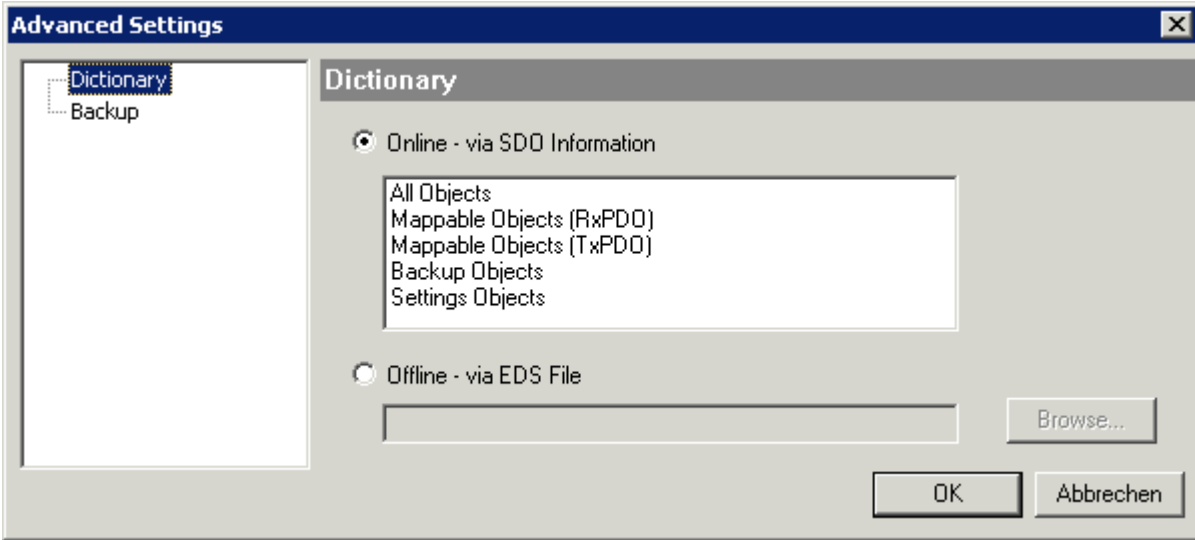 Advanced Settings
Dictionary
Backup
Dictionary
Online - via SDO Information
All Objects
Mappable Objects (RxPDO)
Mappable Objects (TxPDO)
Backup Objects
Settings Objects
Offline - via EDS File
Browse...
OK
Abbrechen